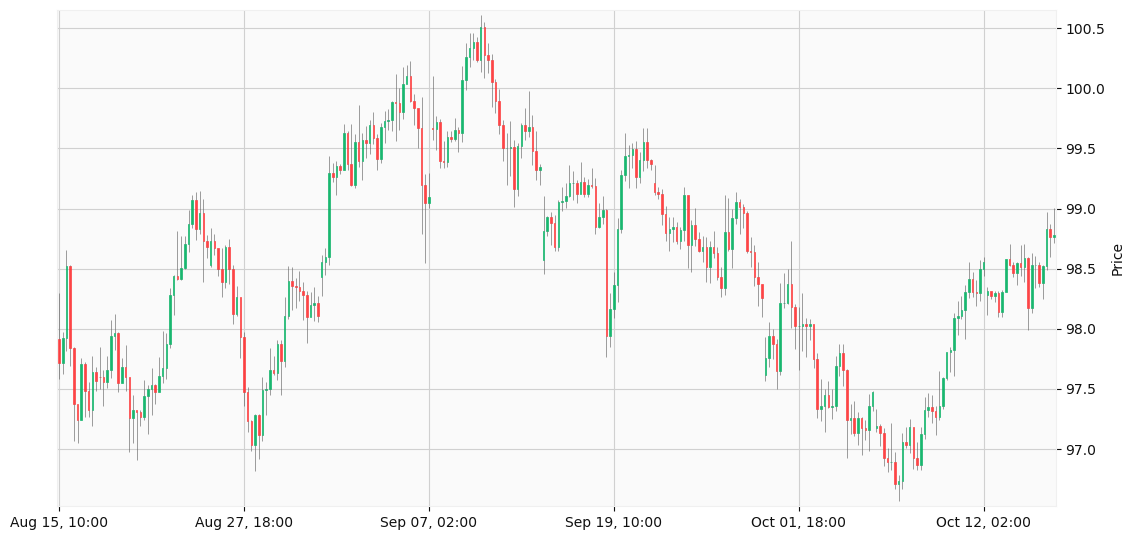 100.5
100.0
99.5
99.0
98.5
98.0
97.5
97.0
Price
Aug 15, 10:00
Aug 27, 18:00
Sep 07, 02:00
Sep 19, 10:00
Oct 01, 18:00
Oct 12, 02:00